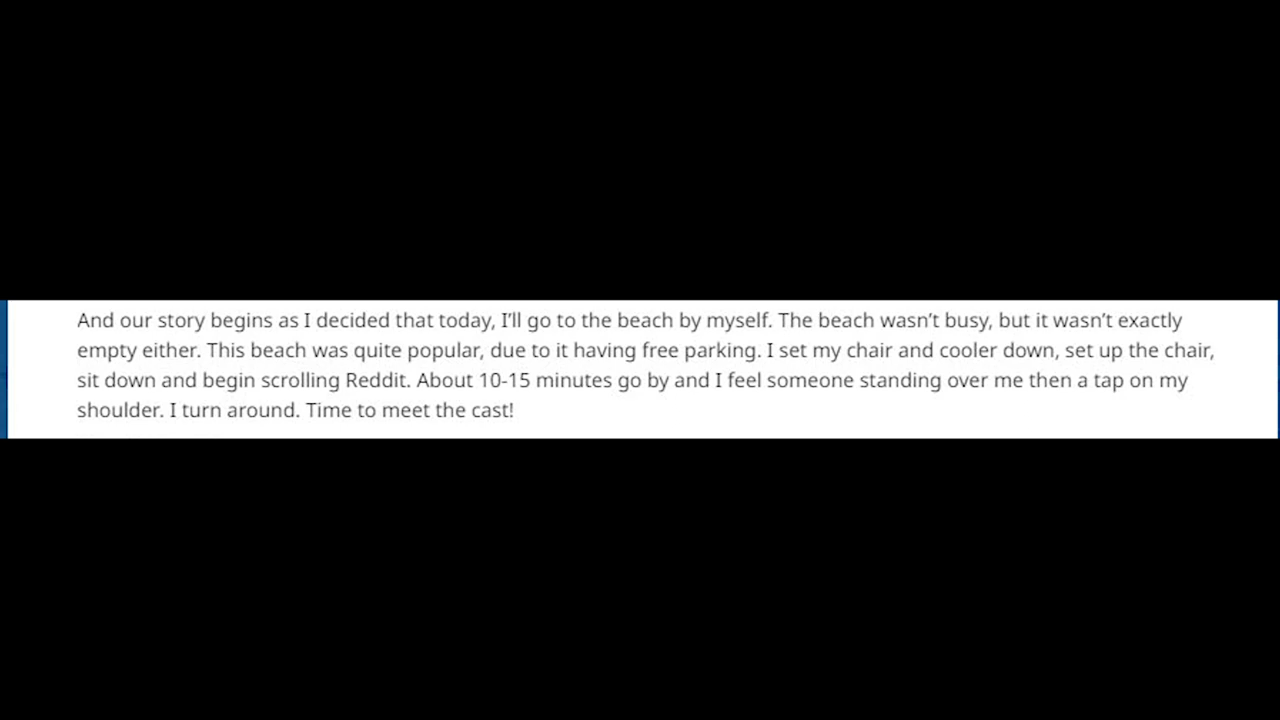 And our story begins as I decided that today, I’ll go to the beach by myself. The beach wasn’t busy, but it wasn’t exactly
empty either. This beach was quite popular, due to it having free parking. I set my chair and cooler down, set up the chair,
sit down and begin scrolling Reddit. About 10-15 minutes go by and I feel someone standing over me then a tap on my
shoulder. I turn around. Time to meet the cast!